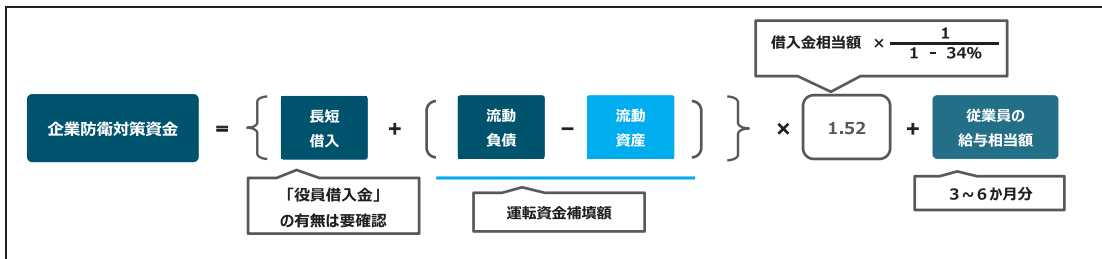 借入金相当額 × 1
1 - 34%
企業防衛対策資金 = { 長短 借入 + ( 流動 負債 − 流動 資産 ) } × 1.52 + 従業員の 給与相当額
「役員借入金」
の有無は要確認
運転資金補填額
3~6か月分